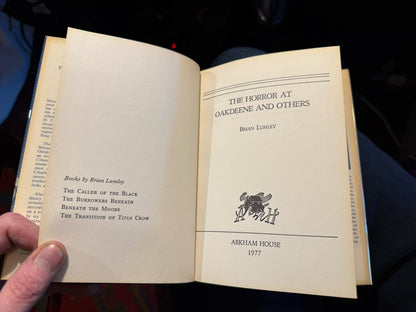 Books by Brian Lumley
THE CALLER OF THE BLACK
THE BURROWERS BENEATH
BENEATH THE MOORS
THE TRANSITION OF TITUS CROW
THE HORROR AT
OAKDEENE AND OTHERS
BRIAN LUMLEY
A H
ARKHAM HOUSE
1977